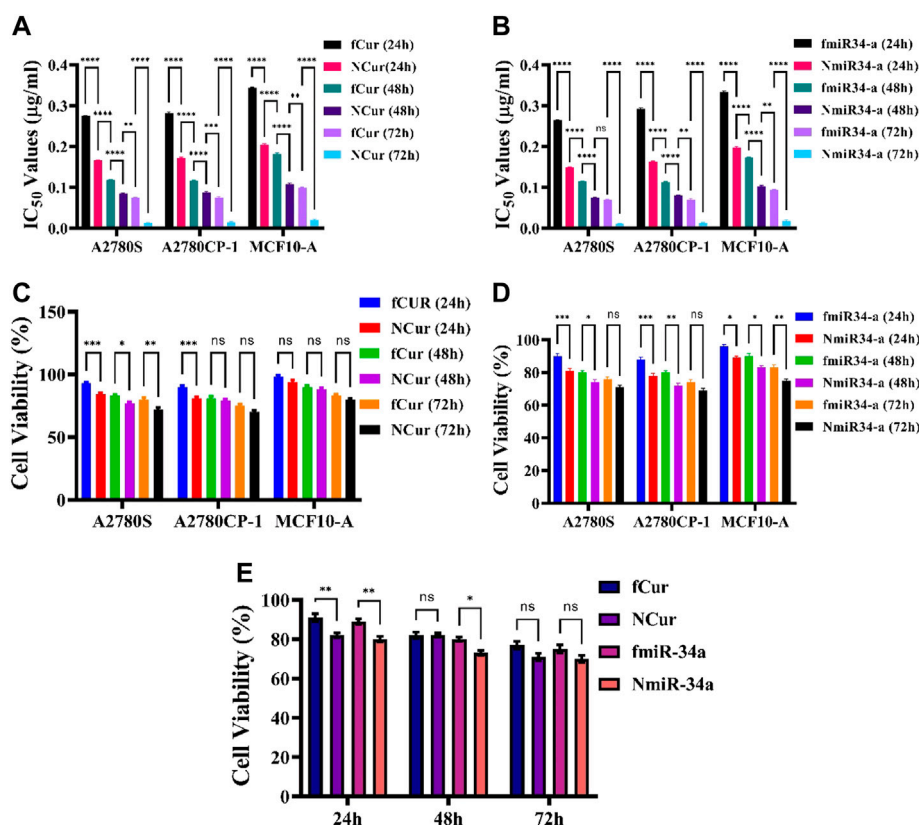 A
IC50 Values (µg/ml)
0.4
0.3
0.2
0.1
0.0
**** **** **** **** ****
**** **** ****
**** ** **** *** ‡‡
**** **** ****
A2780S A2780CP-1 MCF10-A
fCur (24h)
NCur(24h)
fCur (48h)
NCur (48h)
fCur (72h)
NCur (72h)
B
IC50 Values (µg/ml)
0.4
0.3
0.2
0.1
0.0
**** **** **** **** **** ****
**** ns **** ** **** **
**** **** ****
A2780S A2780CP-1 MCF10-A
fmiR34-a (24h)
NmiR34-a (24h)
fmiR34-a (48h)
NmiR34-a (48h)
fmiR34-a (72h)
NmiR34-a (72h)
C
Cell Viability (%)
150
100
50
0
*** * ** *** ns ns ns ns ns
A2780S A2780CP-1 MCF10-A
fCUR (24h)
NCur (24h)
fCur (48h)
NCur (48h)
fCur (72h)
NCur (72h)
D
Cell Viability (%)
100
80
60
40
20
0
*** * ns *** ** ns * * **
A2780S A2780CP-1 MCF10-A
fmiR34-a (24h)
NmiR34-a (24h)
fmiR34-a (48h)
NmiR34-a (48h)
fmiR34-a (72h)
NmiR34-a (72h)
E
Cell Viability (%)
100
80
60
40
20
0
** ** ns * ns ns
24h 48h 72h
fCur
NCur
fmiR-34a
NmiR-34a